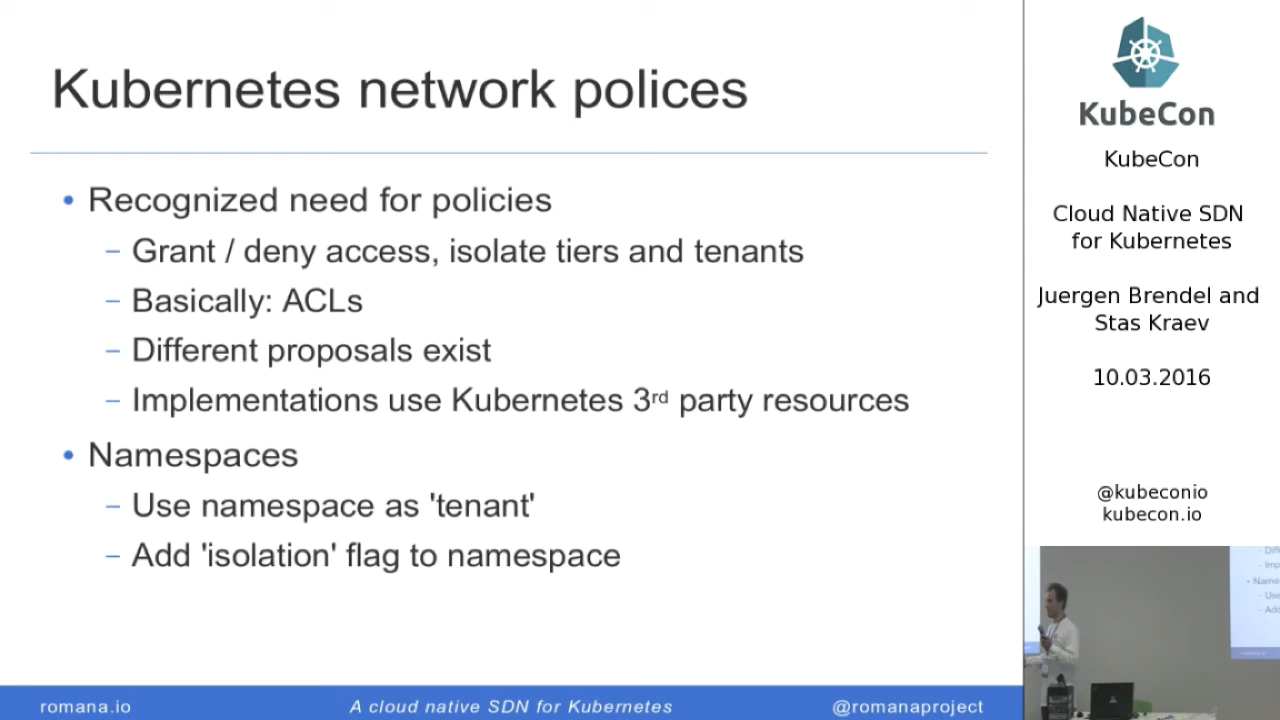 Kubernetes network polices
• Recognized need for policies
– Grant / deny access, isolate tiers and tenants
– Basically: ACLs
– Different proposals exist
– Implementations use Kubernetes 3rd party resources
• Namespaces
– Use namespace as 'tenant'
– Add 'isolation' flag to namespace
romana.io
A cloud native SDN for Kubernetes
@romanaproject
KubeCon
KubeCon
Cloud Native SDN
for Kubernetes
Juergen Brendel and
Stas Kraev
10.03.2016
@kubeconio
kubecon.io